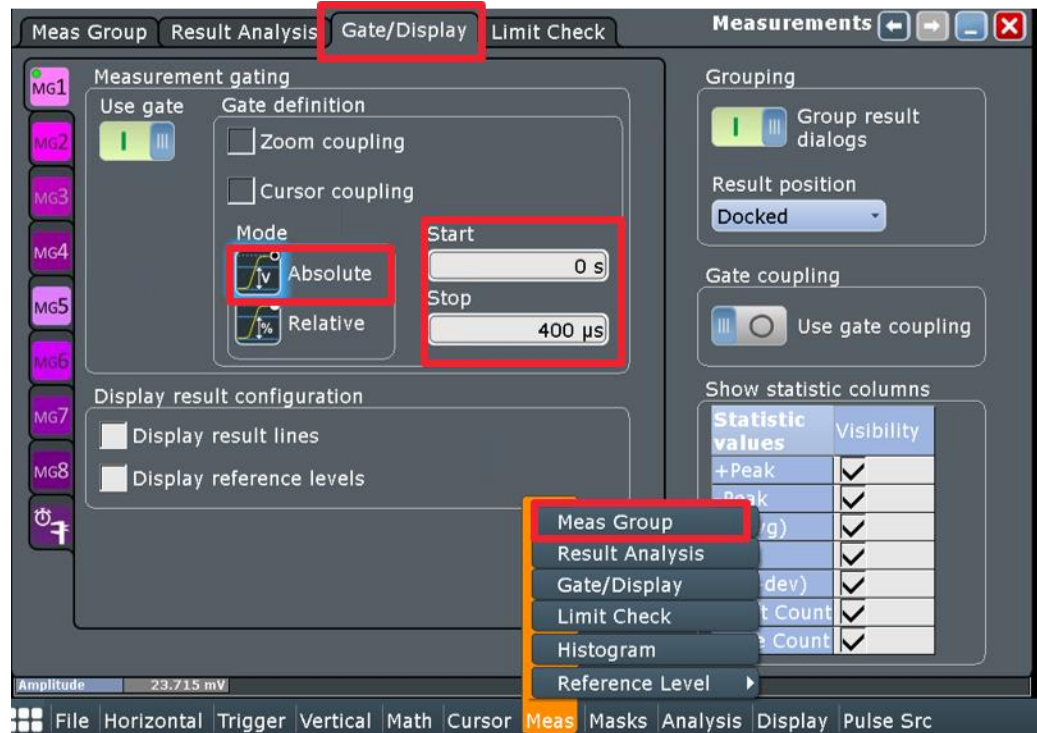 Meas Group Result Analysis Gate/Display Limit Check Measurements
MG1
MG2
MG3
MG4
MG5
MG6
MG7
MG8
Measurement gating
Use gate
Gate definition
Zoom coupling
Cursor coupling
Mode
Absolute
Relative
Start
0 s
Stop
400 µs
Display result configuration
Display result lines
Display reference levels
Grouping
Group result
dialogs
Result position
Docked
Gate coupling
Use gate coupling
Show statistic columns
Statistic
values
Visibility
+Peak
Meas Group
Result Analysis
Gate/Display
Limit Check
Histogram
Reference Level
g)
dev)
t Count
e Count
Amplitude 23.715 mV
File Horizontal Trigger Vertical Math Cursor Meas Masks Analysis Display Pulse Src